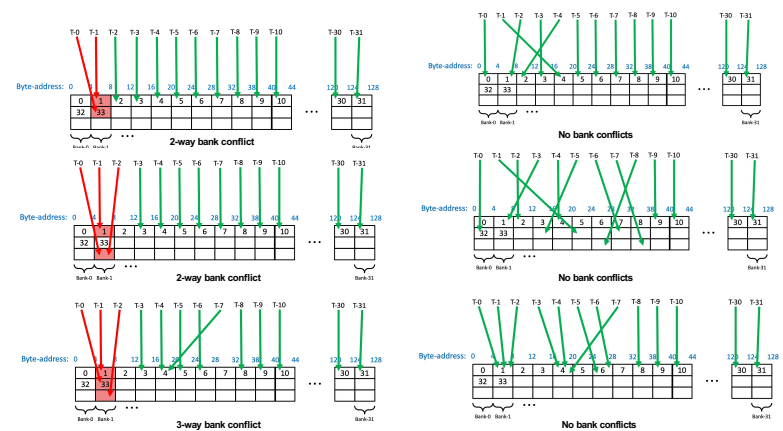 T-0 T-1 T-2 T-3 T-4 T-5 T-6 T-7 T-8 T-9 T-10 T-30 T-31
Byte-address: 0 4 8 12 16 20 24 28 32 36 40 44 120 124 128
0 1 2 3 4 5 6 7 8 9 10 ... 30 31
32 33
...
Bank-0 Bank-1 Bank-31
2-way bank conflict
T-0 T-1 T-2 T-3 T-4 T-5 T-6 T-7 T-8 T-9 T-10 T-30 T-31
Byte-address: 0 4 8 12 16 20 24 28 32 36 40 44 120 124 128
0 1 2 3 4 5 6 7 8 9 10 ... 30 31
32 33
Bank-0 Bank-1 Bank-31
2-way bank conflict
T-0 T-1 T-2 T-3 T-4 T-5 T-6 T-7 T-8 T-9 T-10 T-30 T-31
Byte-address: 0 4 8 12 16 20 24 28 32 36 40 44 120 124 128
0 1 2 3 4 5 6 7 8 9 10 ... 30 31
32 33
...
Bank-0 Bank-1 Bank-31
3-way bank conflict
T-0 T-1 T-2 T-3 T-4 T-5 T-6 T-7 T-8 T-9 T-10 T-30 T-31
Byte-address: 0 4 8 12 16 20 24 28 32 36 40 44 120 124 128
0 1 2 3 4 5 6 7 8 9 10 ... 30 31
32 33
Bank-0 Bank-1 Bank-31
No bank conflicts
T-0 T-1 T-2 T-3 T-4 T-5 T-6 T-7 T-8 T-9 T-10 T-30 T-31
Byte-address: 0 4 8 12 16 20 24 28 32 36 40 44 120 124 128
0 1 2 3 4 5 6 7 8 9 10 ... 30 31
32 33
Bank-0 Bank-1 Bank-31
No bank conflicts
T-0 T-1 T-2 T-3 T-4 T-5 T-6 T-7 T-8 T-9 T-10 T-30 T-31
Byte-address: 0 4 8 12 16 20 24 28 32 36 40 44 120 124 128
0 1 2 3 4 5 6 7 8 9 10 ... 30 31
32 33
Bank-0 Bank-1 Bank-31
No bank conflicts